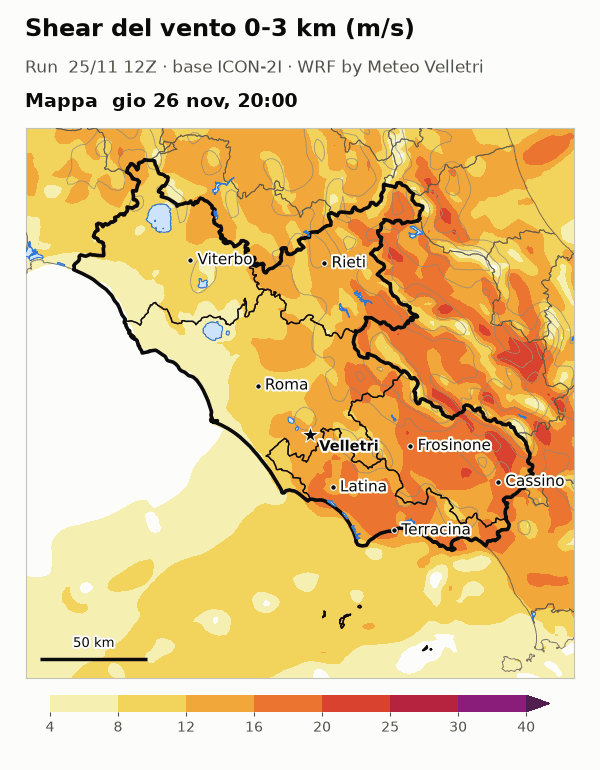 Shear del vento 0-3 km (m/s)
Run  25/11 12Z · base ICON-2I · WRF by Meteo Velletri
Mappa  gio 26 nov, 20:00
Viterbo
Rieti
Roma
Velletri
Frosinone
Latina
Cassino
Terracina
50 km
4 8 12 16 20 25 30 40